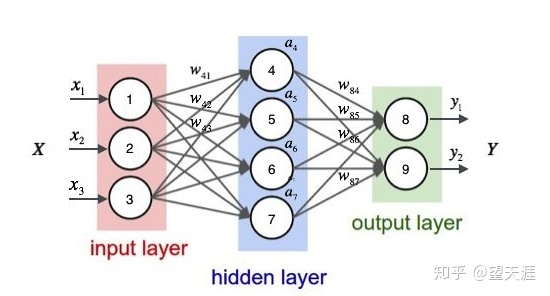 x₁
x₂
x₃
X
1
2
3
input layer
w₄₁
w₄₂
w₄₃
a₄
a₅
a₆
a₇
4
5
6
7
hidden layer
w₈₄
w₈₅
w₈₆
w₈₇
8
9
output layer
y₁
y₂
Y
知乎 @望天涯